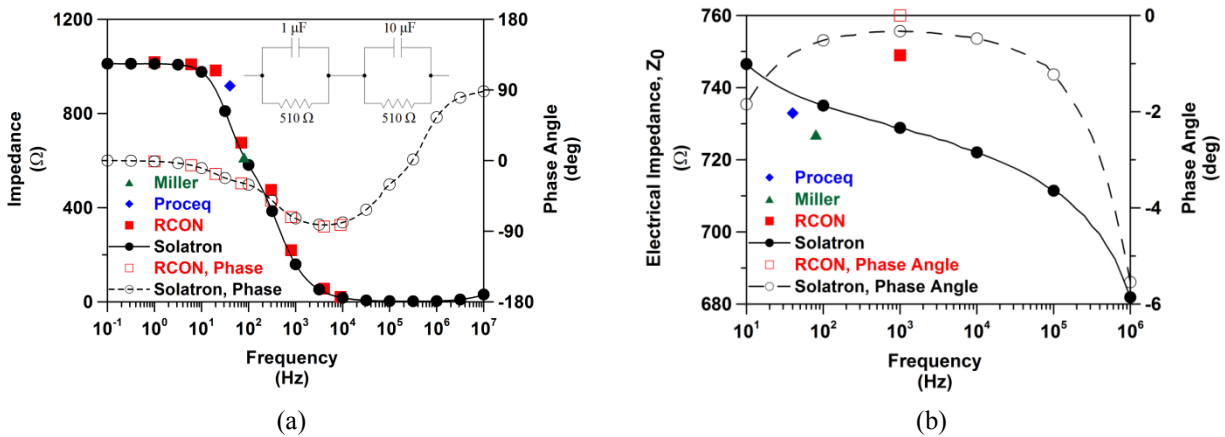 1 µF
10 µF
510 Ω
510 Ω
1200
1000
800
600
400
200
0
Impedance
(Ω)
180
90
0
-90
-180
Phase Angle
(deg)
Miller
Proceq
RCON
Solatron
RCON, Phase
Solatron, Phase
10-1
100
101
102
103
104
105
106
107
Frequency
(Hz)
(a)
760
740
720
700
680
Electrical Impedance, Z0
(Ω)
0
-2
-4
-6
Phase Angle
(deg)
Proceq
Miller
RCON
Solatron
RCON, Phase Angle
Solatron, Phase Angle
101
102
103
104
105
106
Frequency
(Hz)
(b)